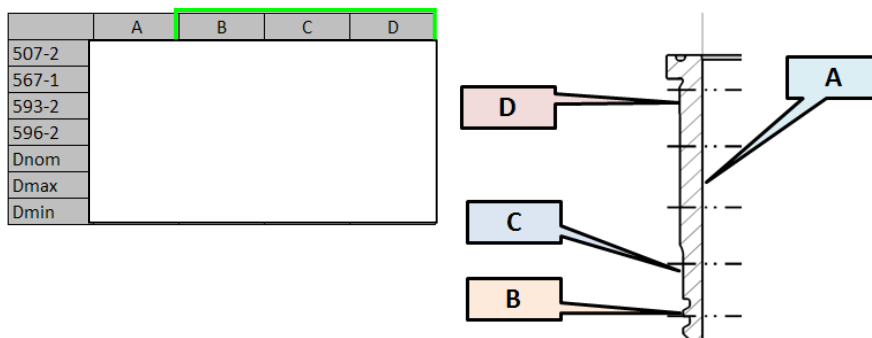 A B C D
507-2
567-1
593-2
596-2
Dnom
Dmax
Dmin
A
D
C
B